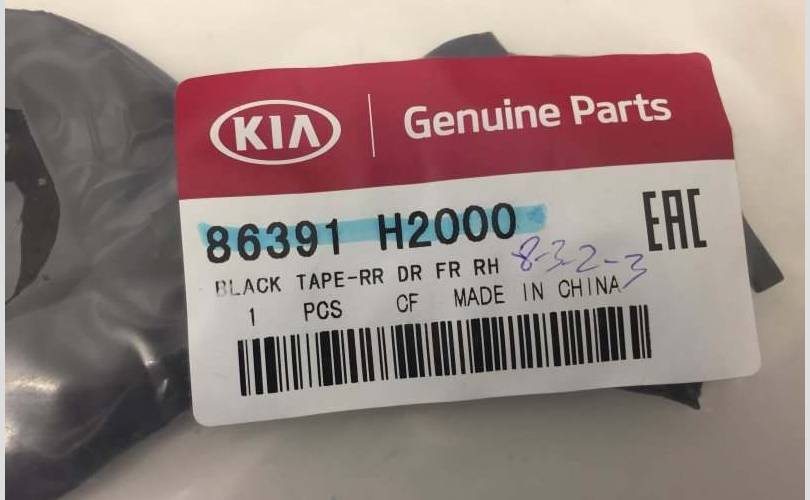 KIA Genuine Parts
86391 H2000
EAC
BLACK TAPE-RR DR FR RH
8-3-2-3
1 PCS CF MADE IN CHINA